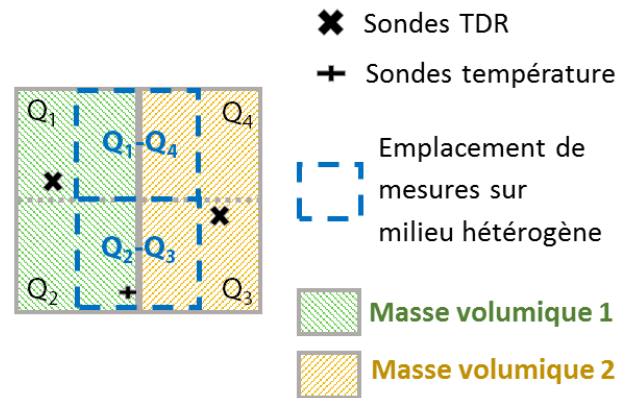 Sondes TDR
Sondes température
Q1
Q4
Q1-Q4
Q2-Q3
Q2
Q3
Emplacement de
mesures sur
milieu hétérogène
Masse volumique 1
Masse volumique 2